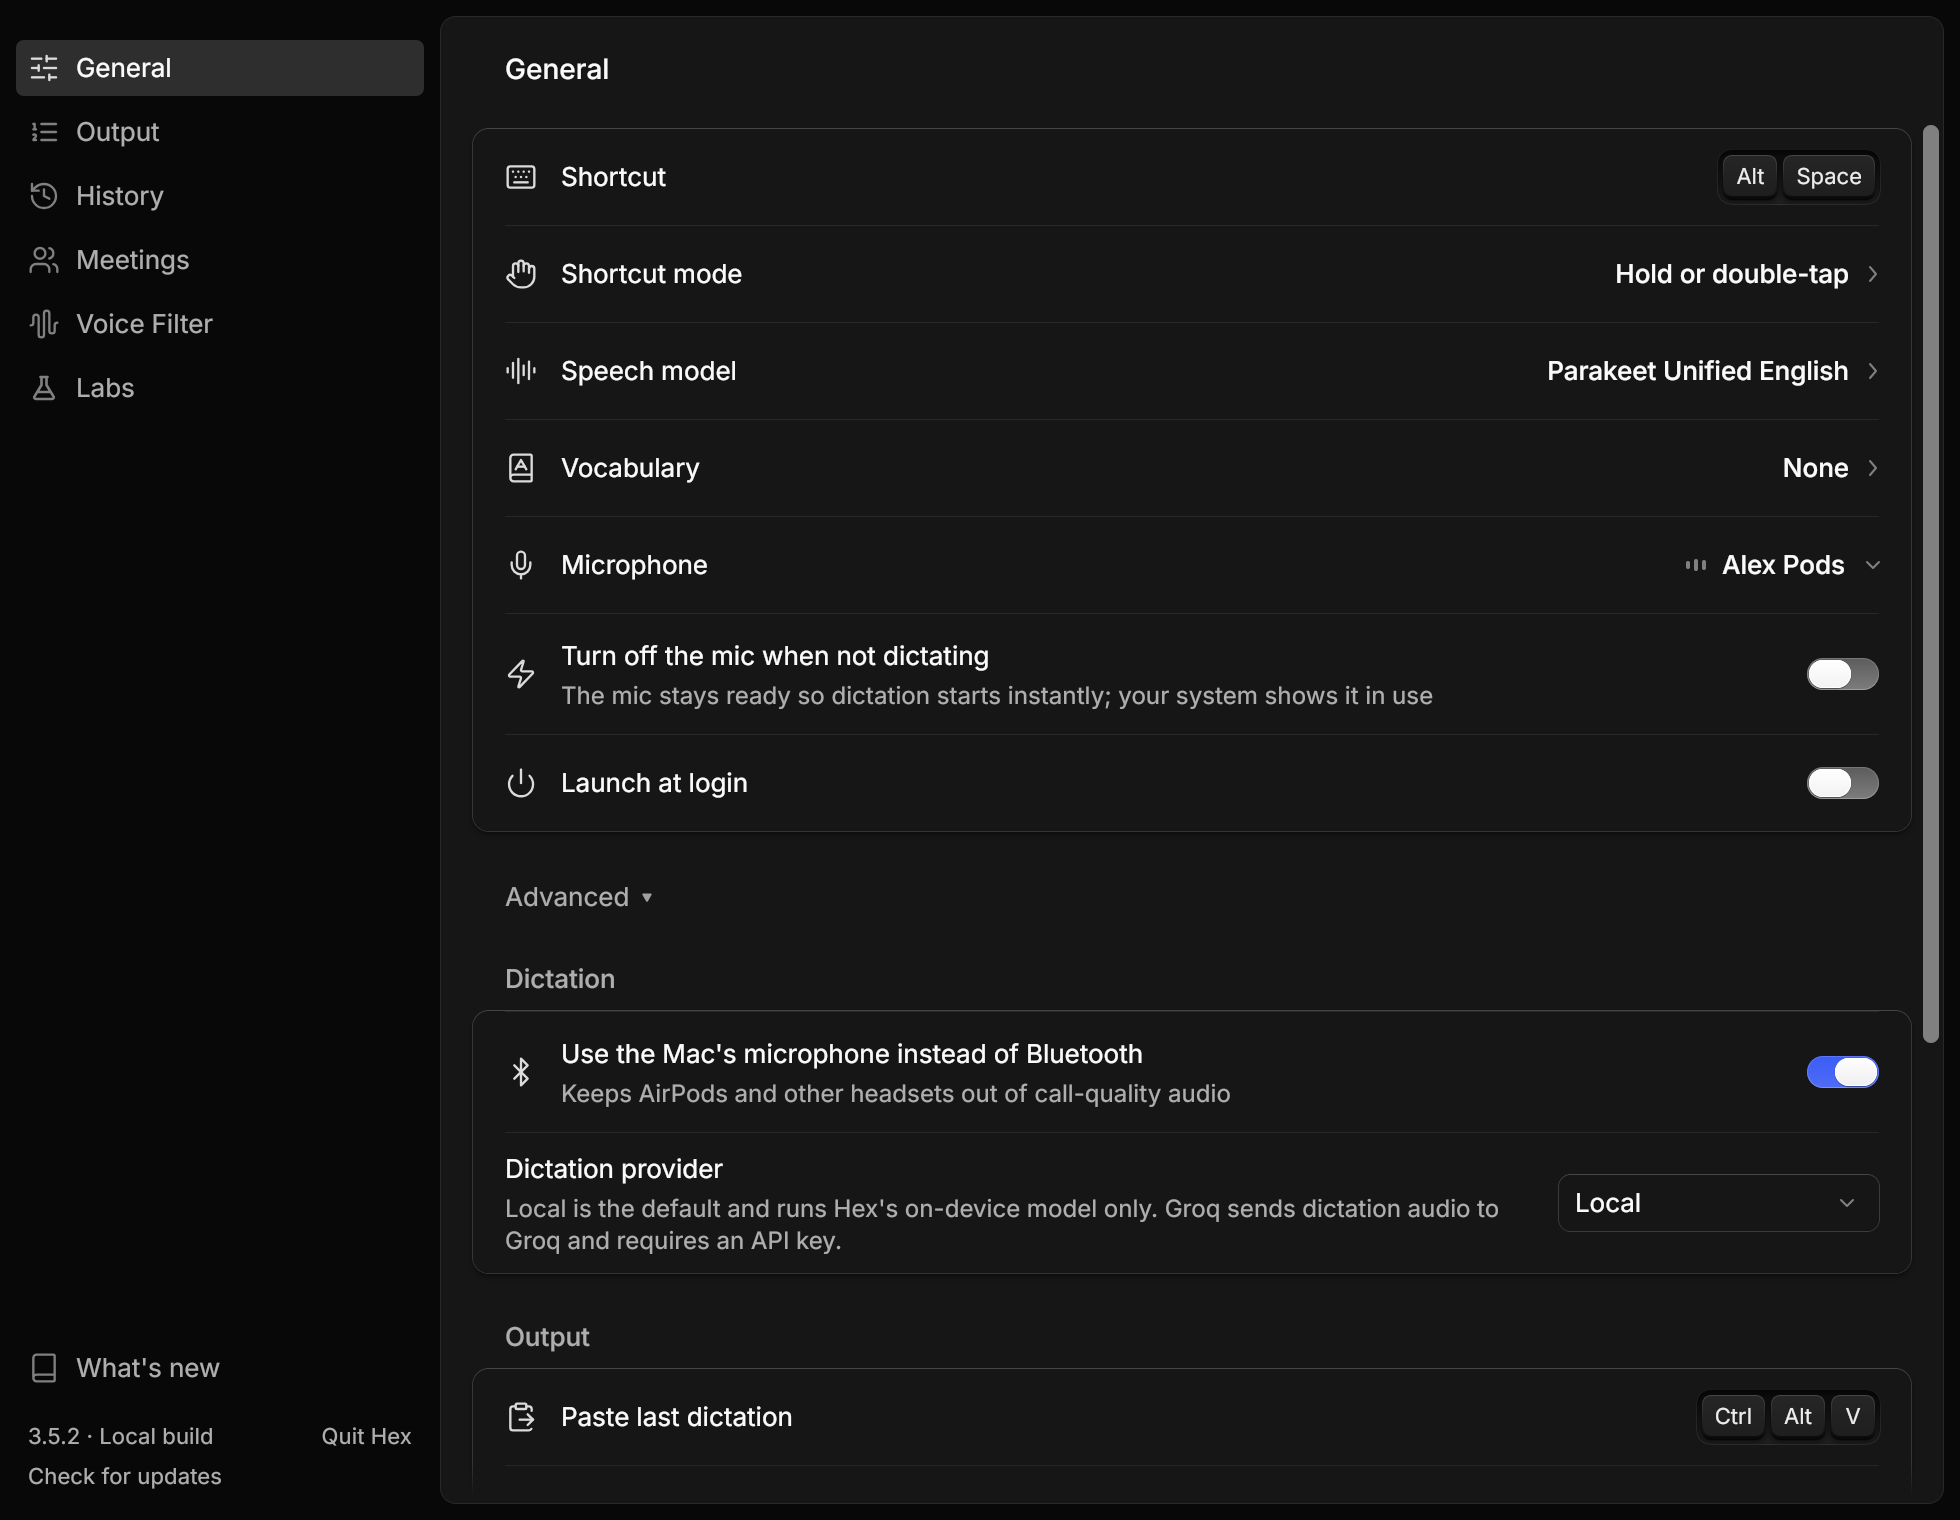 General
Output
History
Meetings
Voice Filter
Labs
What's new
3.5.2 · Local build
Quit Hex
Check for updates
General
Shortcut
Alt Space
Shortcut mode
Hold or double-tap
Speech model
Parakeet Unified English
Vocabulary
None
Microphone
Alex Pods
Turn off the mic when not dictating
The mic stays ready so dictation starts instantly; your system shows it in use
Launch at login
Advanced
Dictation
Use the Mac's microphone instead of Bluetooth
Keeps AirPods and other headsets out of call-quality audio
Dictation provider
Local is the default and runs Hex's on-device model only. Groq sends dictation audio to
Groq and requires an API key.
Local
Output
Paste last dictation
Ctrl Alt V